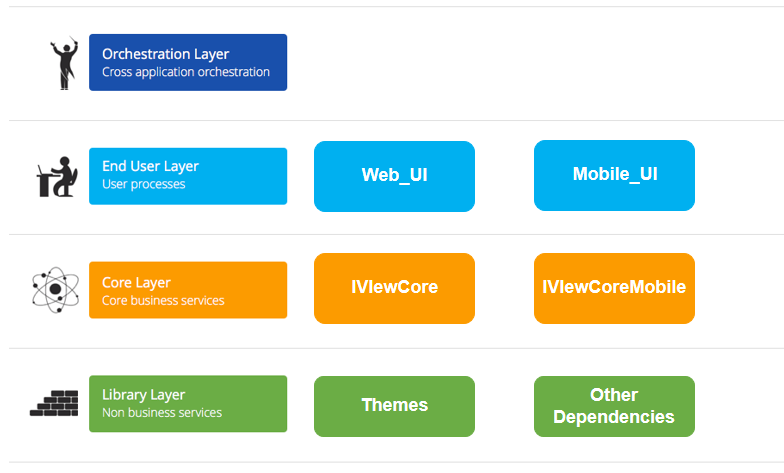 Orchestration Layer
Cross application orchestration
End User Layer
User processes
Web_UI
Mobile_UI
Core Layer
Core business services
IVIewCore
IVIewCoreMobile
Library Layer
Non business services
Themes
Other
Dependencies